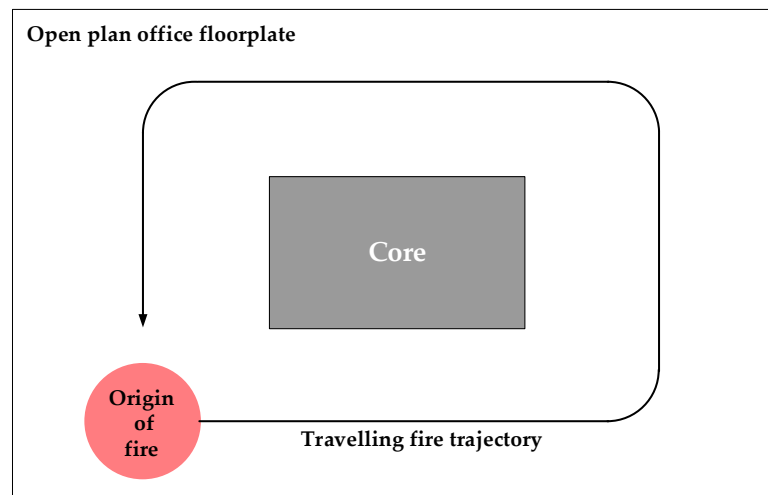 Open plan office floorplate
Core
Origin
of
fire
Travelling fire trajectory